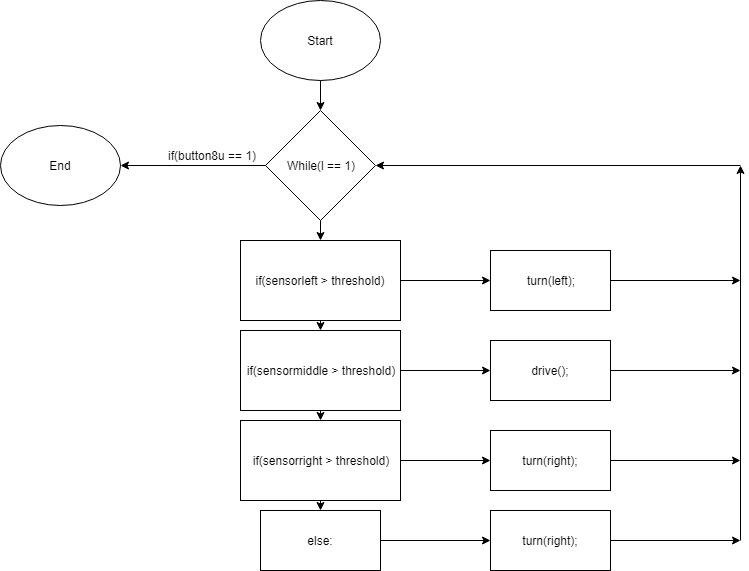 Start
if(button8u == 1)
End
While(I == 1)
if(sensorleft > threshold)
turn(left);
if(sensormiddle > threshold)
drive();
if(sensorright > threshold)
turn(right);
else:
turn(right);